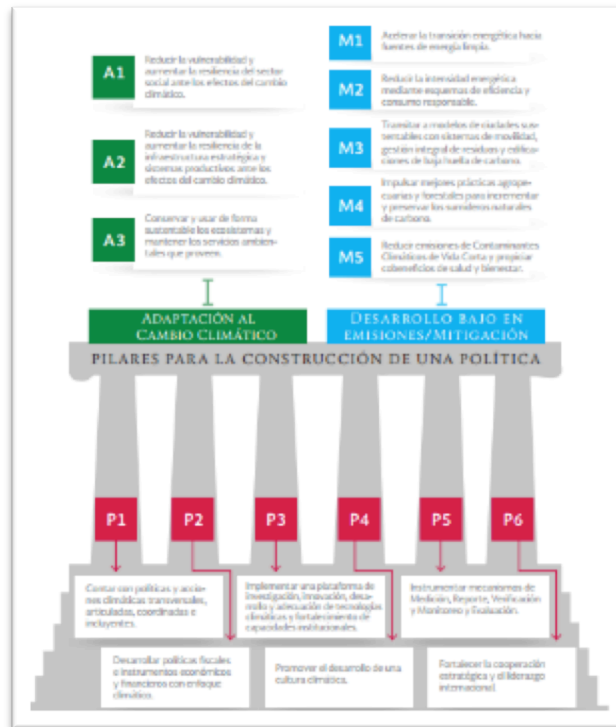 A1
Reducir la vulnerabilidad y
aumentar la resiliencia del sector
social ante los efectos del cambio
climático.
A2
Reducir la vulnerabilidad y
aumentar la resiliencia de la
infraestructura estratégica y
sistemas productivos ante los
efectos del cambio climático.
A3
Conservar y usar de forma
sustentable los ecosistemas y
mantener los servicios ambien-
tales que proveen.
M1
Acelerar la transición energética hacia
fuentes de energía limpia.
M2
Reducir la intensidad energética
mediante esquemas de eficiencia y
consumo responsable.
M3
Transitar a modelos de ciudades sus-
tentables con sistemas de movilidad,
gestión integral de residuos y edifica-
ciones de baja huella de carbono.
M4
Impulsar mejores prácticas agrope-
cuarias y forestales para incrementar
y preservar los sumideros naturales
de carbono.
M5
Reducir emisiones de Contaminantes
Climáticos de Vida Corta y propiciar
cobeneficios de salud y bienestar.
ADAPTACIÓN AL
CAMBIO CLIMÁTICO
DESARROLLO BAJO EN
EMISIONES/MITIGACIÓN
PILARES PARA LA CONSTRUCCIÓN DE UNA POLÍTICA
P1
P2
P3
P4
P5
P6
Contar con políticas y accio-
nes climáticas transversales,
articuladas, coordinadas e
incluyentes.
Implementar una plataforma de
investigación, innovación, desa-
rrollo y adecuación de tecnologías
climáticas y fortalecimiento de
capacidades institucionales.
Instrumentar mecanismos de
Medición, Reporte, Verificación
y Monitoreo y Evaluación.
Desarrollar políticas fiscales
e instrumentos económicos
y financieros con enfoque
climático.
Promover el desarrollo de una
cultura climática.
Fortalecer la cooperación
estratégica y el liderazgo
internacional.